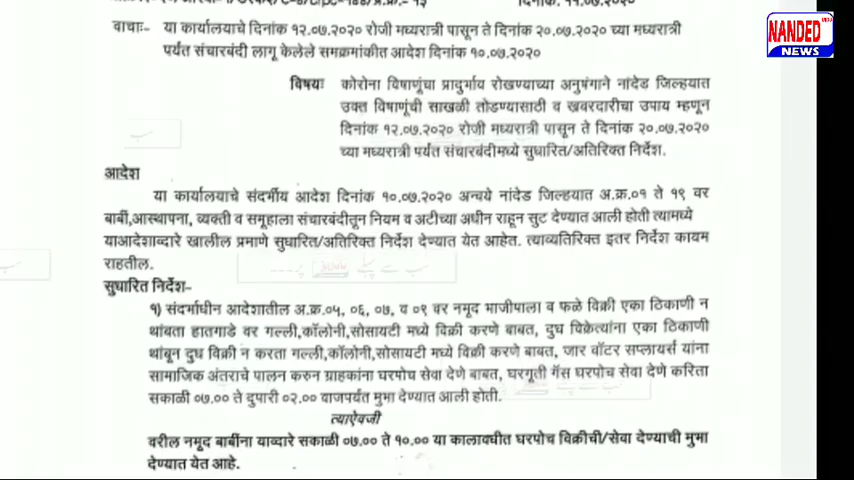 दिनांक. ११.०७.२०२०
NANDED
NEWS
वाचाः- या कार्यालयाचे दिनांक १२.०७.२०२० रोजी मध्यरात्री पासून ते दिनांक २०.०७.२०२० च्या मध्यरात्री
पर्यंत संचारबंदी लागू केलेले समक्रमांकीत आदेश दिनांक १०.०७.२०२०
विषयः कोरोना विषाणूंचा प्रादुर्भाव रोखण्याच्या अनुषंगाने नांदेड जिल्हयात
उक्त विषाणूंची साखळी तोडण्यासाठी व खबरदारीचा उपाय म्हणून
दिनांक १२.०७.२०२० रोजी मध्यरात्री पासून ते दिनांक २०.०७.२०२०
च्या मध्यरात्री पर्यंत संचारबंदीमध्ये सुधारित/अतिरिक्त निर्देश.
आदेश
या कार्यालयाचे संदर्भीय आदेश दिनांक १०.०७.२०२० अन्वये नांदेड जिल्हयात अ.क्र.०१ ते १९ वर
बाबीं,आस्थापना, व्यक्ती व समूहाला संचारबंदीतून नियम व अटीच्या अधीन राहून सुट देण्यात आली होती त्यामध्ये
याआदेशाव्दारे खालील प्रमाणे सुधारित/अतिरिक्त निर्देश देण्यात येत आहेत. त्याव्यतिरिक्त इतर निर्देश कायम
राहतील.
सुधारित निर्देश-
१) संदर्भाधीन आदेशातील अ.क्र.०५, ०६, ०७, व ०९ वर नमूद भाजीपाला व फळे विक्री एका ठिकाणी न
थांबता हातगाडे वर गल्ली,कॉलोनी,सोसायटी मध्ये विक्री करणे बाबत, दुध विक्रेत्यांना एका ठिकाणी
थांबून दुध विक्री न करता गल्ली,कॉलोनी,सोसायटी मध्ये विक्री करणे बाबत, जार वॉटर सप्लायर्स यांना
सामाजिक अंतराचे पालन करुन ग्राहकांना घरपोच सेवा देणे बाबत, घरगूती गॅस घरपोच सेवा देणे करिता
सकाळी ०७.०० ते दुपारी ०२.०० वाजपर्यंत मुभा देण्यात आली होती.
त्याऐवजी
वरील नमूद बाबींना याव्दारे सकाळी ०७.०० ते १०.०० या कालावधीत घरपोच विक्रीची/सेवा देण्याची मुभा
देण्यात येत आहे.